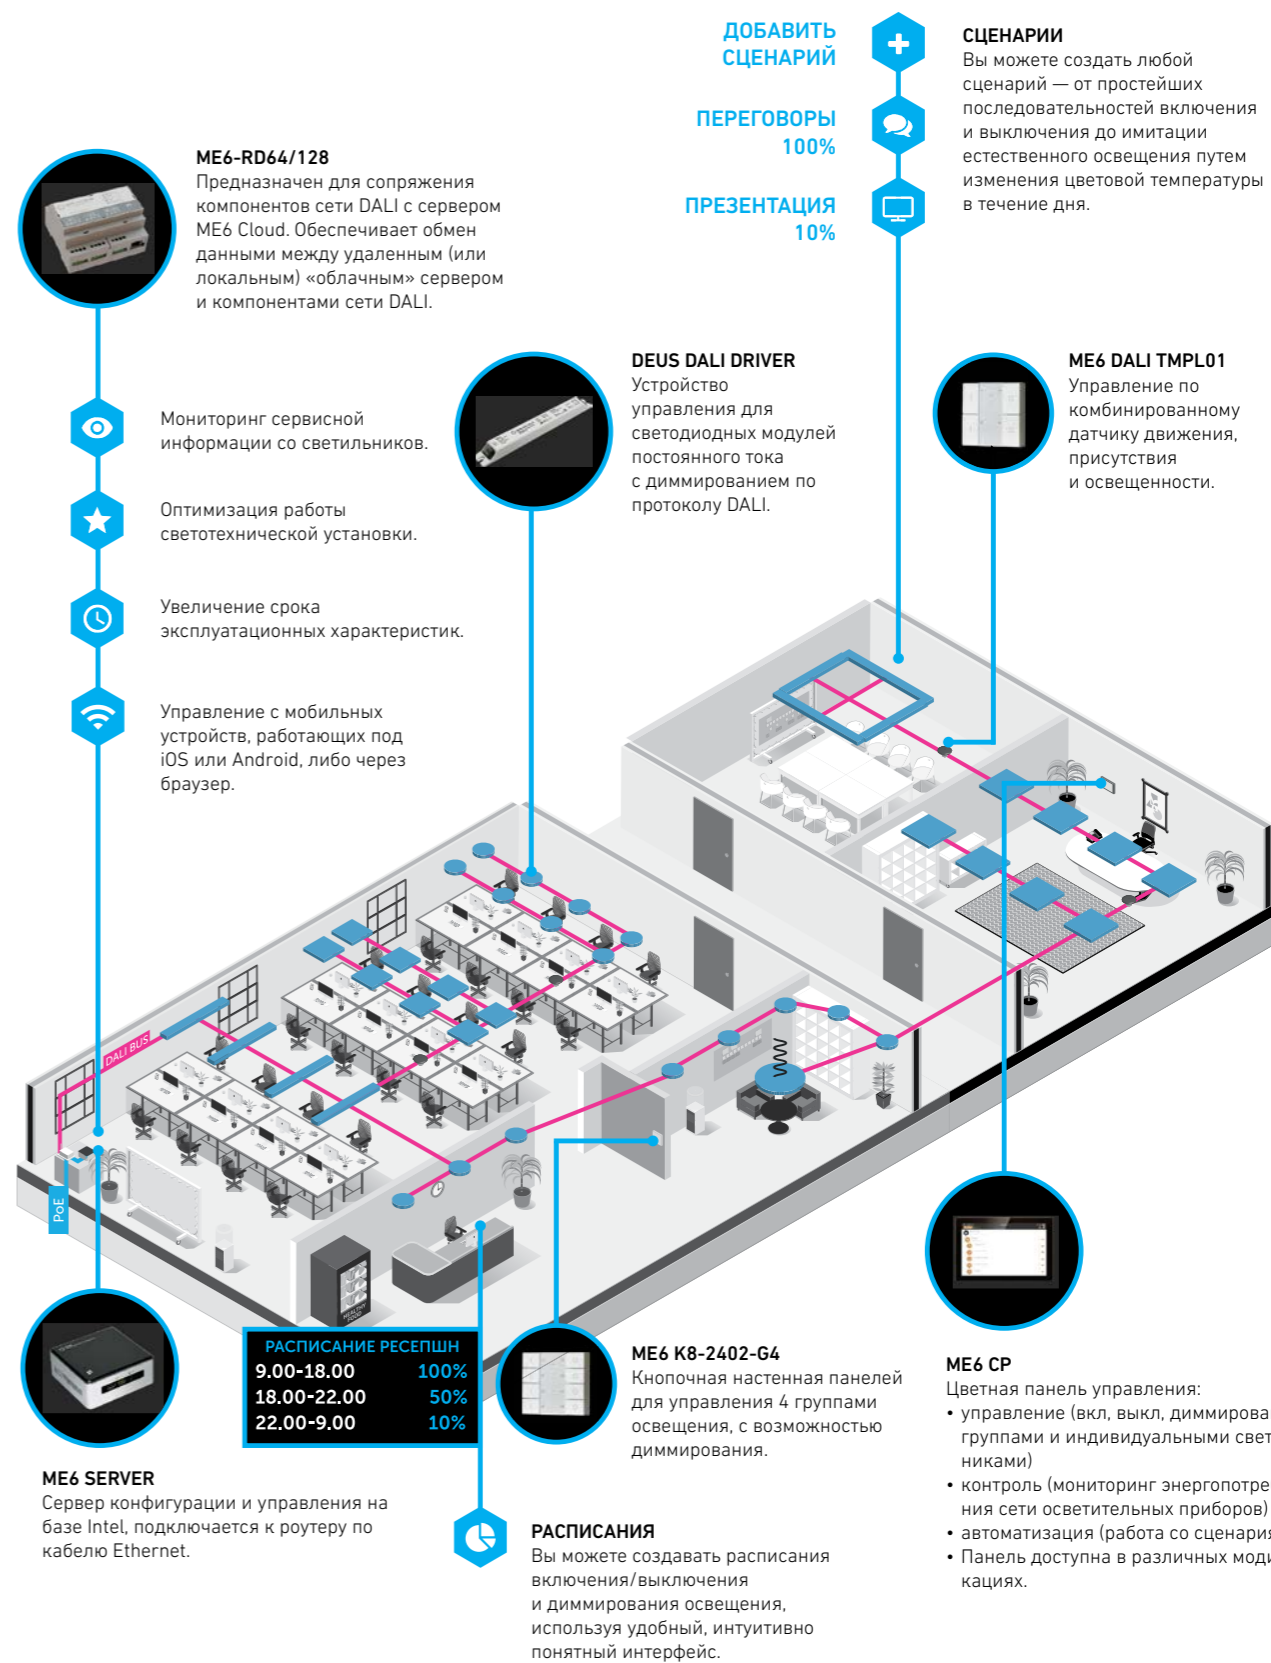 ДОБАВИТЬ
СЦЕНАРИЙ
ПЕРЕГОВОРЫ
100%
ПРЕЗЕНТАЦИЯ
10%
СЦЕНАРИИ
Вы можете создать любой
сценарий — от простейших
последовательностей включения
и выключения до имитации
естественного освещения путем
изменения цветовой температуры
в течение дня.
ME6-RD64/128
Предназначен для сопряжения
компонентов сети DALI с сервером
ME6 Cloud. Обеспечивает обмен
данными между удаленным (или
локальным) «облачным» сервером
и компонентами сети DALI.
Мониторинг сервисной
информации со светильников.
Оптимизация работы
светотехнической установки.
Увеличение срока
эксплуатационных характеристик.
Управление с мобильных
устройств, работающих под
iOS или Android, либо через
браузер.
DEUS DALI DRIVER
Устройство
управления для
светодиодных модулей
постоянного тока
с диммированием по
протоколу DALI.
ME6 DALI TMPL01
Управление по
комбинированному
датчику движения,
присутствия
и освещенности.
DALI BUS
PoE
HEALTHY
FOOD
РАСПИСАНИЕ РЕСЕПШН
9.00-18.00 100%
18.00-22.00 50%
22.00-9.00 10%
ME6 SERVER
Сервер конфигурации и управления на
базе Intel, подключается к роутеру по
кабелю Ethernet.
РАСПИСАНИЯ
Вы можете создавать расписания
включения/выключения
и диммирования освещения,
используя удобный, интуитивно
понятный интерфейс.
ME6 K8-2402-G4
Кнопочная настенная панелей
для управления 4 группами
освещения, с возможностью
диммирования.
ME6 CP
Цветная панель управления:
• управление (вкл, выкл, диммирова
группами и индивидуальными свет
никами)
• контроль (мониторинг энергопотре
ния сети осветительных приборов)
• автоматизация (работа со сценария
• Панель доступна в различных моди
кациях.